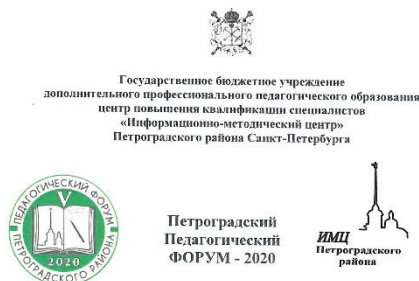 Государственное бюджетное учреждение
дополнительного профессионального педагогического образования
центр повышения квалификации специалистов
«Информационно-методический центр»
Петроградского района Санкт-Петербурга
ПЕДАГОГИЧЕСКИЙ ФОРУМ
V
2020
ПЕТРОГРАДСКОГО РАЙОНА
Петроградский
Педагогический
ФОРУМ - 2020
ИМЦ
Петроградского
района